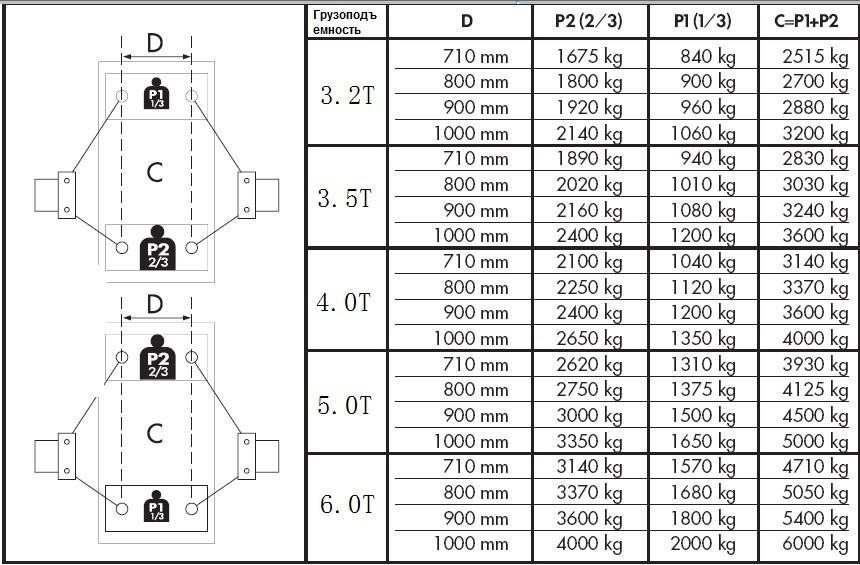 D
P1
1/3
C
P2
2/3
D
P2
2/3
C
P1
1/3
Грузоподъ
емность
D P2 (2/3) P1 (1/3) C=P1+P2
3.2T
710 mm 1675 kg 840 kg 2515 kg
800 mm 1800 kg 900 kg 2700 kg
900 mm 1920 kg 960 kg 2880 kg
1000 mm 2140 kg 1060 kg 3200 kg
3.5T
710 mm 1890 kg 940 kg 2830 kg
800 mm 2020 kg 1010 kg 3030 kg
900 mm 2160 kg 1080 kg 3240 kg
1000 mm 2400 kg 1200 kg 3600 kg
4.0T
710 mm 2100 kg 1040 kg 3140 kg
800 mm 2250 kg 1120 kg 3370 kg
900 mm 2400 kg 1200 kg 3600 kg
1000 mm 2650 kg 1350 kg 4000 kg
5.0T
710 mm 2620 kg 1310 kg 3930 kg
800 mm 2750 kg 1375 kg 4125 kg
900 mm 3000 kg 1500 kg 4500 kg
1000 mm 3350 kg 1650 kg 5000 kg
6.0T
710 mm 3140 kg 1570 kg 4710 kg
800 mm 3370 kg 1680 kg 5050 kg
900 mm 3600 kg 1800 kg 5400 kg
1000 mm 4000 kg 2000 kg 6000 kg